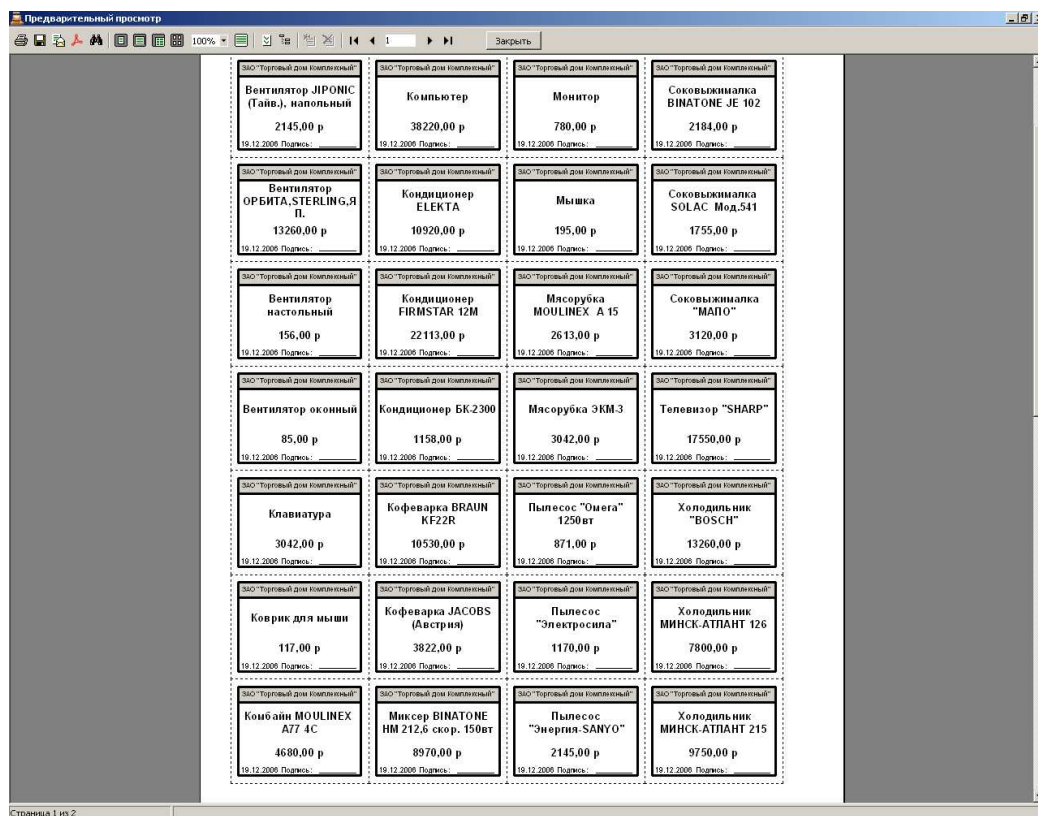 Предварительный просмотр
100%
1
Закрыть
ЗАО "Торговый дом Комплексный"
Вентилятор JIPONIC
(Тайв.), напольный
2145,00 р
19.12.2006 Подпись:
ЗАО "Торговый дом Комплексный"
Компьютер
38220,00 р
19.12.2006 Подпись:
ЗАО "Торговый дом Комплексный"
Монитор
780,00 р
19.12.2006 Подпись:
ЗАО "Торговый дом Комплексный"
Соковыжималка
BINATONE JE 102
2184,00 р
19.12.2006 Подпись:
ЗАО "Торговый дом Комплексный"
Вентилятор
ОРБИТА,STERLING,Я
П.
13260,00 р
19.12.2006 Подпись:
ЗАО "Торговый дом Комплексный"
Кондиционер
ELEKTA
10920,00 р
19.12.2006 Подпись:
ЗАО "Торговый дом Комплексный"
Мышка
195,00 р
19.12.2006 Подпись:
ЗАО "Торговый дом Комплексный"
Соковыжималка
SOLAC Мод.541
1755,00 р
19.12.2006 Подпись:
ЗАО "Торговый дом Комплексный"
Вентилятор
настольный
156,00 р
19.12.2006 Подпись:
ЗАО "Торговый дом Комплексный"
Кондиционер
FIRMSTAR 12M
22113,00 р
19.12.2006 Подпись:
ЗАО "Торговый дом Комплексный"
Мясорубка
MOULINEX A 15
2613,00 р
19.12.2006 Подпись:
ЗАО "Торговый дом Комплексный"
Соковыжималка
"МАПО"
3120,00 р
19.12.2006 Подпись:
ЗАО "Торговый дом Комплексный"
Вентилятор оконный
85,00 р
19.12.2006 Подпись:
ЗАО "Торговый дом Комплексный"
Кондиционер БК-2300
1158,00 р
19.12.2006 Подпись:
ЗАО "Торговый дом Комплексный"
Мясорубка ЭКМ-3
3042,00 р
19.12.2006 Подпись:
ЗАО "Торговый дом Комплексный"
Телевизор "SHARP"
17550,00 р
19.12.2006 Подпись:
ЗАО "Торговый дом Комплексный"
Клавиатура
3042,00 р
19.12.2006 Подпись:
ЗАО "Торговый дом Комплексный"
Кофеварка BRAUN
KF22R
10530,00 р
19.12.2006 Подпись:
ЗАО "Торговый дом Комплексный"
Пылесос "Омега"
1250вт
871,00 р
19.12.2006 Подпись:
ЗАО "Торговый дом Комплексный"
Холодильник
"BOSCH"
13260,00 р
19.12.2006 Подпись:
ЗАО "Торговый дом Комплексный"
Коврик для мыши
117,00 р
19.12.2006 Подпись:
ЗАО "Торговый дом Комплексный"
Кофеварка JACOBS
(Австрия)
3822,00 р
19.12.2006 Подпись:
ЗАО "Торговый дом Комплексный"
Пылесос
"Электросила"
1170,00 р
19.12.2006 Подпись:
ЗАО "Торговый дом Комплексный"
Холодильник
МИНСК-АТЛАНТ 126
7800,00 р
19.12.2006 Подпись:
ЗАО "Торговый дом Комплексный"
Комбайн MOULINEX
A77 4C
4680,00 р
19.12.2006 Подпись:
ЗАО "Торговый дом Комплексный"
Миксер BINATONE
HM 212,6 скор. 150вт
8970,00 р
19.12.2006 Подпись:
ЗАО "Торговый дом Комплексный"
Пылесос
"Энергия-SANYO"
2145,00 р
19.12.2006 Подпись:
ЗАО "Торговый дом Комплексный"
Холодильник
МИНСК-АТЛАНТ 215
9750,00 р
19.12.2006 Подпись:
Страница 1 из 2